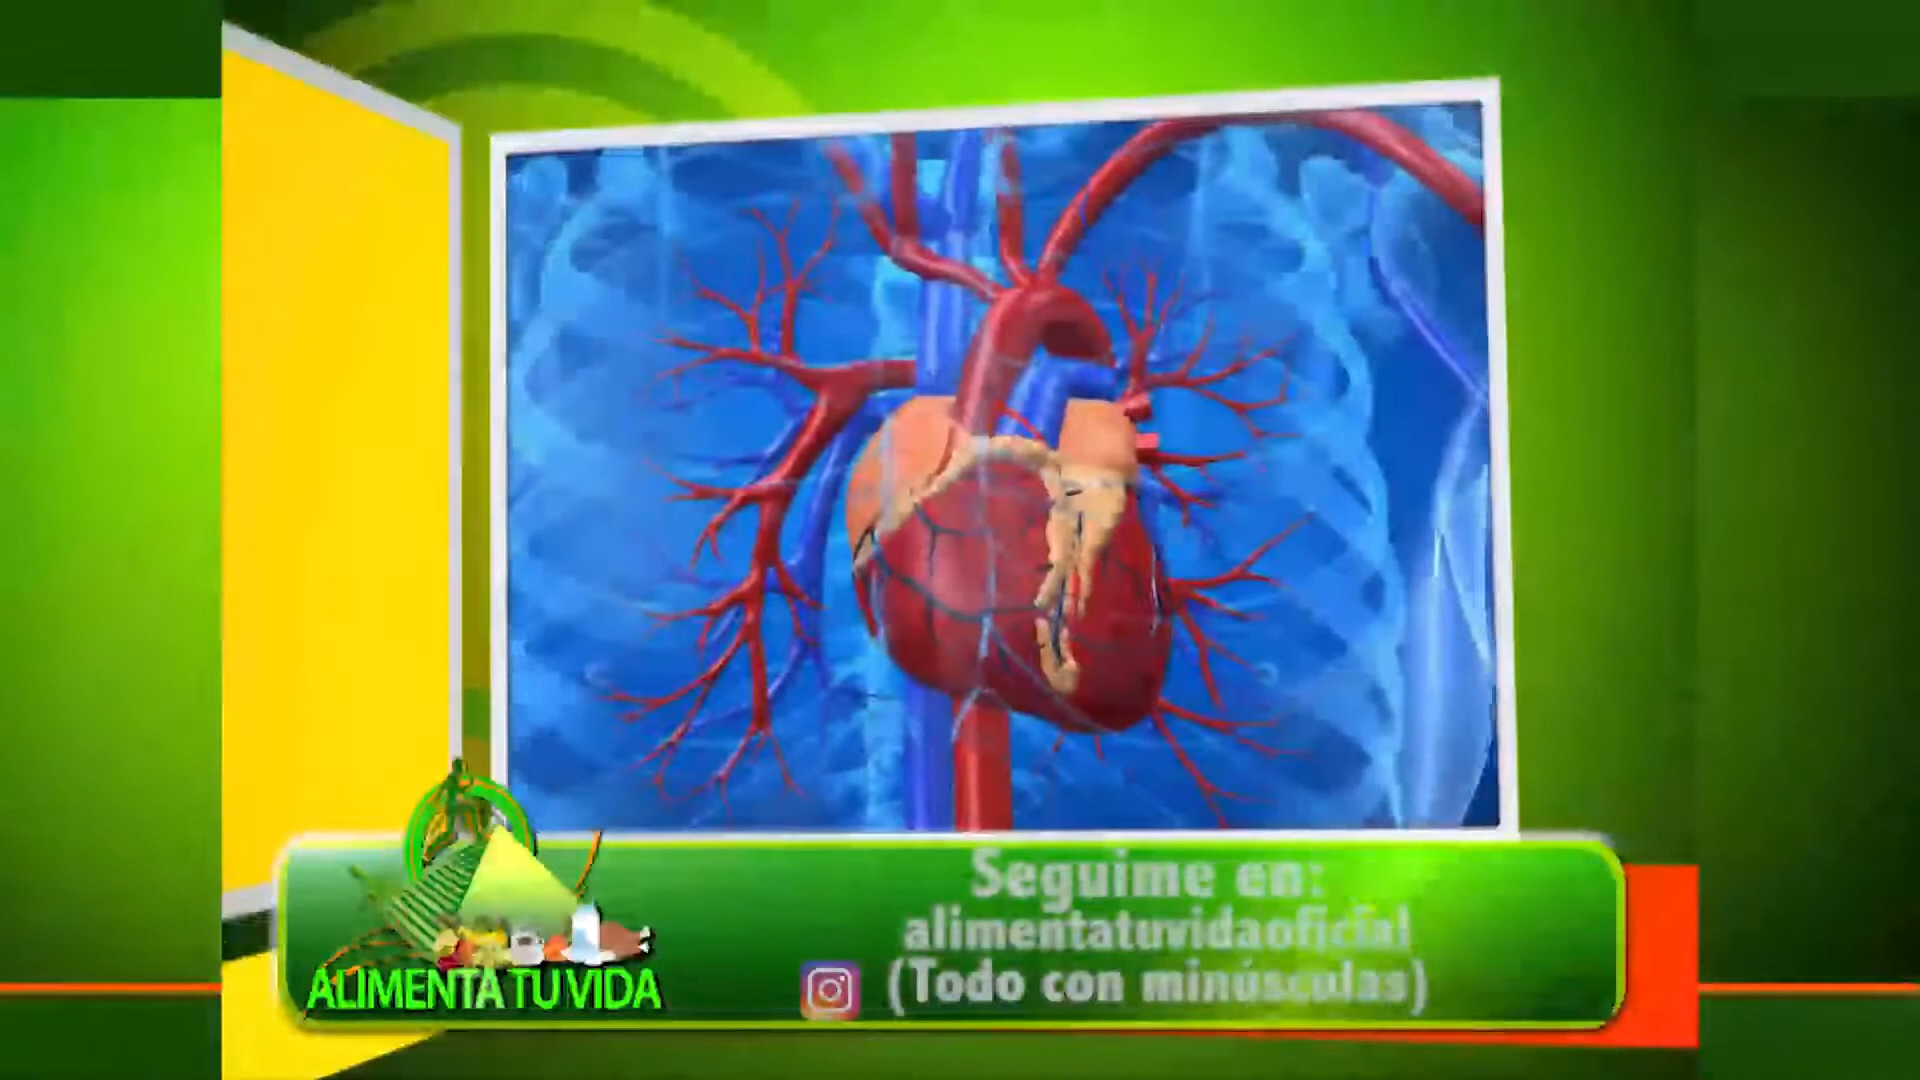 Seguime en:
alimentatuvidaoficial
(Todo con minúsculas)
ALIMENTA TU VIDA